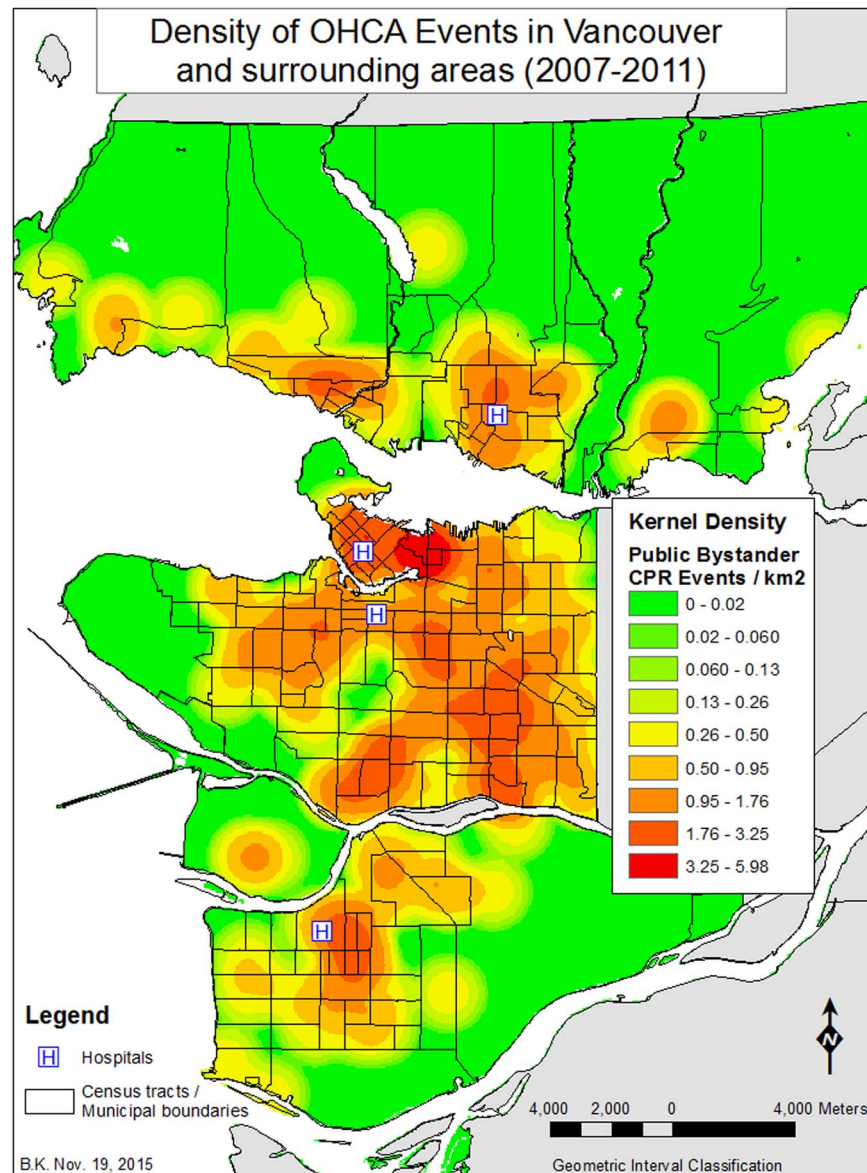 Density of OHCA Events in Vancouver
and surrounding areas (2007-2011)
H
H
H
H
Kernel Density
Public Bystander
CPR Events / km2
0 - 0.02
0.02 - 0.060
0.060 - 0.13
0.13 - 0.26
0.26 - 0.50
0.50 - 0.95
0.95 - 1.76
1.76 - 3.25
3.25 - 5.98
Legend
H Hospitals
Census tracts /
Municipal boundaries
N
4,000 2,000 0 4,000 Meters
B.K. Nov. 19, 2015
Geometric Interval Classification